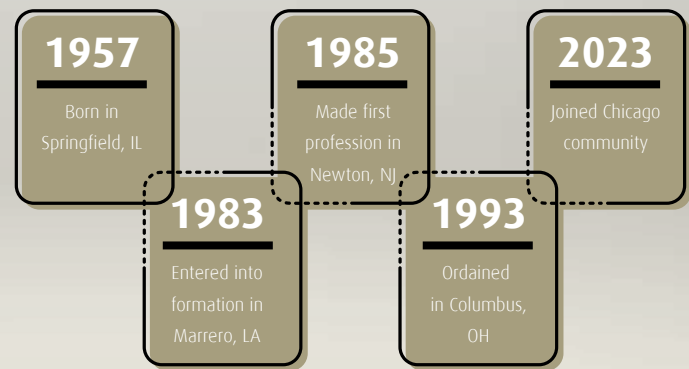 1957
Born in
Springfield, IL
1983
Entered into
formation in
Marrero, LA
1985
Made first
profession in
Newton, NJ
1993
Ordained
in Columbus,
OH
2023
Joined Chicago
community